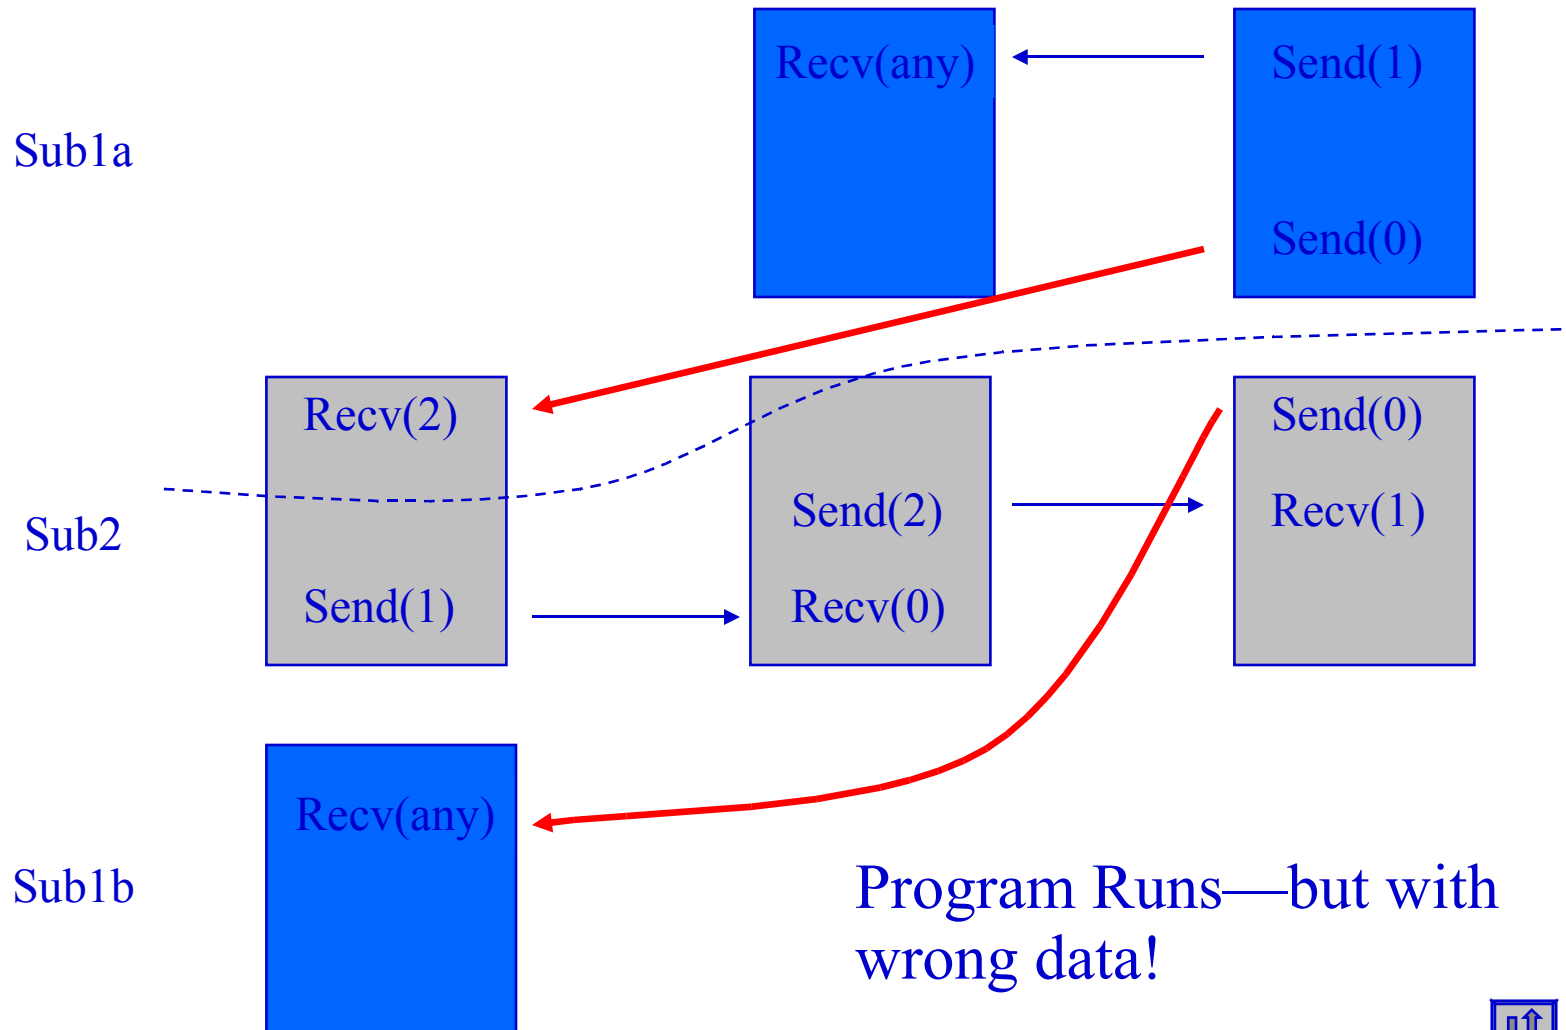 Recv(any)
Send(1)
Sub1a
Send(0)
Recv(2)
Send(0)
Send(2)
Recv(1)
Sub2
Send(1)
Recv(0)
Recv(any)
Sub1b
Program Runs—but with
wrong data!